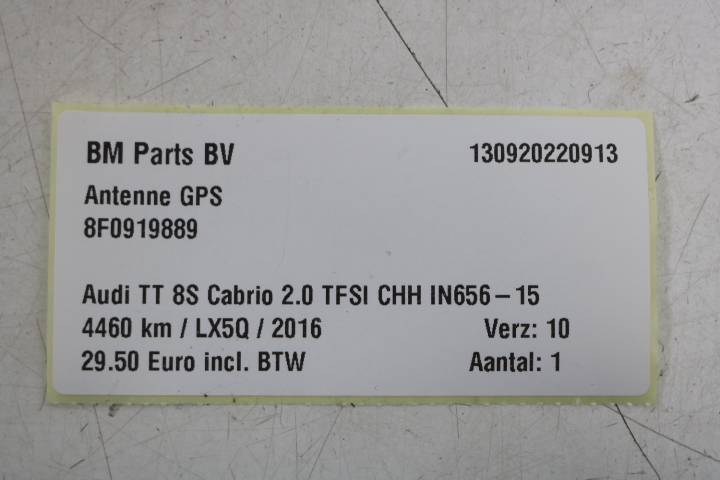 BM Parts BV 130920220913
Antenne GPS
8F0919889
Audi TT 8S Cabrio 2.0 TFSI CHH IN656-15
4460 km / LX5Q / 2016 Verz: 10
29.50 Euro incl. BTW Aantal: 1